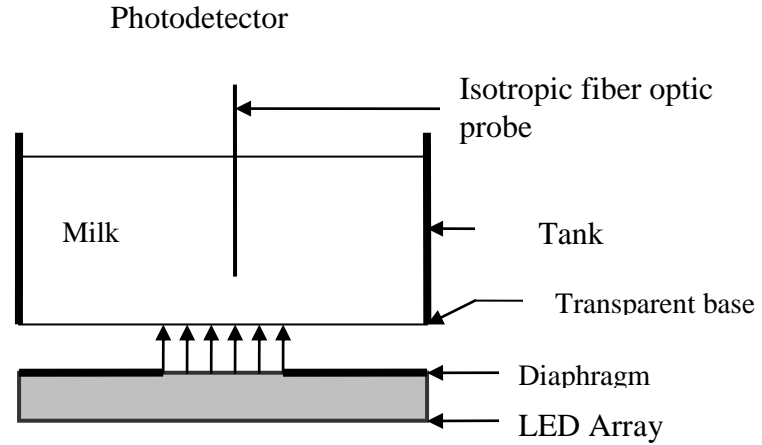 Photodetector
Isotropic fiber optic
probe
Milk
Tank
Transparent base
Diaphragm
LED Array